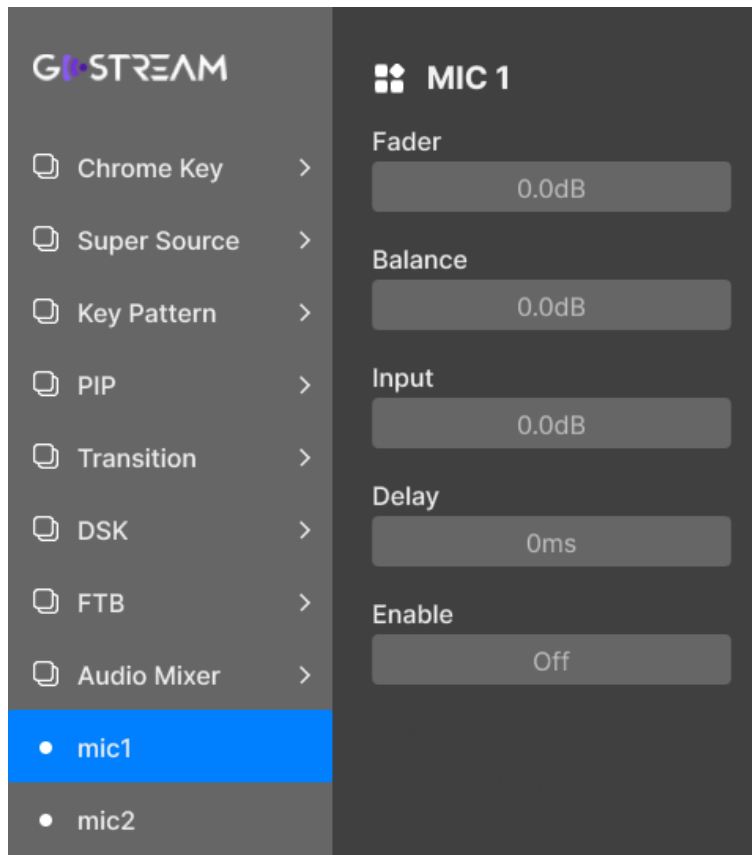 GOSTREAM
Chrome Key
Super Source
Key Pattern
PIP
Transition
DSK
FTB
Audio Mixer
mic1
mic2
MIC 1
Fader
0.0dB
Balance
0.0dB
Input
0.0dB
Delay
0ms
Enable
Off